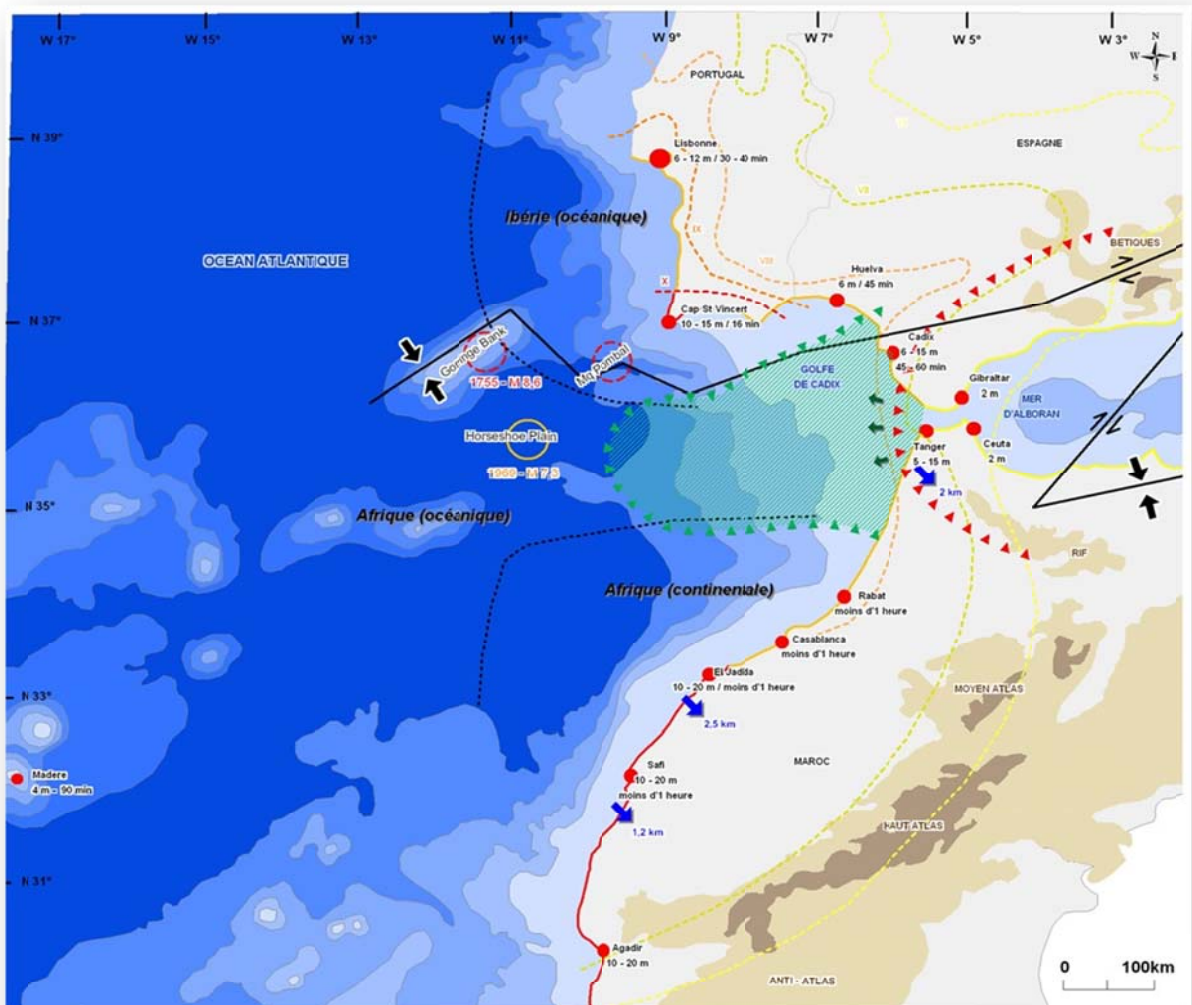 W 17°
W 15°
W 13°
W 11°
W 9°
W 7°
W 5°
W 3°
N
E
S
PORTUGAL
ESPAGNE
N 39°
Lisbonne
6 - 12 m / 30 - 40 min
VII
Ibérie (océanique)
IX
VIII
OCEAN ATLANTIQUE
BETIQUES
Huelva
6 m / 45 min
X
Cap St Vincent
10 - 15 m / 16 min
N 37°
Gorringe Bank
Mq Pombal
1755 - M 8,6
Cadix
6 - 15 m
45 - 60 min
GOLFE
DE CADIX
Gibraltar
2 m
MER
D'ALBORAN
Horseshoe Plain
1969 - M 7,3
Tanger
5 - 15 m
Ceuta
2 m
2 km
N 35°
Afrique (océanique)
RIF
Afrique (continentale)
Rabat
moins d'1 heure
Casablanca
moins d'1 heure
El Jadida
10 - 20 m / moins d'1 heure
N 33°
2,5 km
MOYEN ATLAS
MAROC
Safi
10 - 20 m
moins d'1 heure
Madere
4 m - 90 min
1,2 km
HAUT ATLAS
N 31°
Agadir
10 - 20 m
ANTI - ATLAS
0 100km